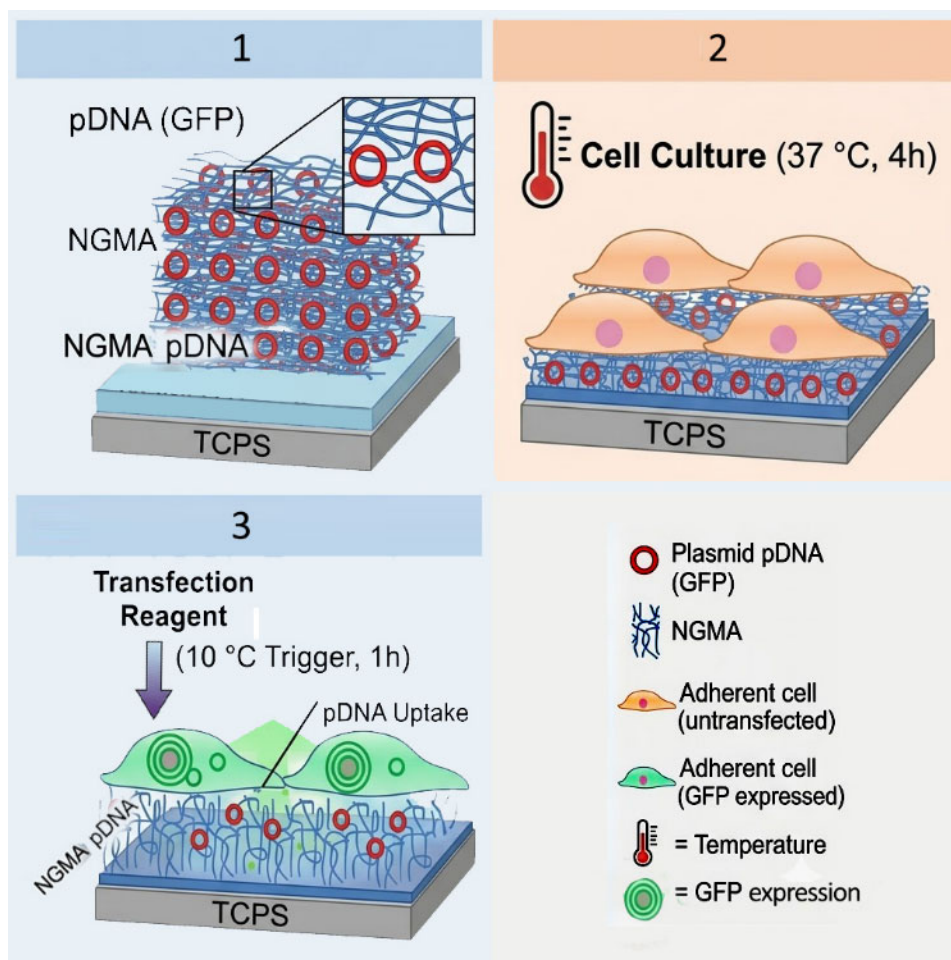 1
pDNA (GFP)
NGMA
NGMA pDNA
TCPS
2
Cell Culture (37 °C, 4h)
TCPS
3
Transfection
Reagent
(10 °C Trigger, 1h)
pDNA Uptake
NGMA pDNA
TCPS
Plasmid pDNA
(GFP)
NGMA
Adherent cell
(untransfected)
Adherent cell
(GFP expressed)
= Temperature
= GFP expression